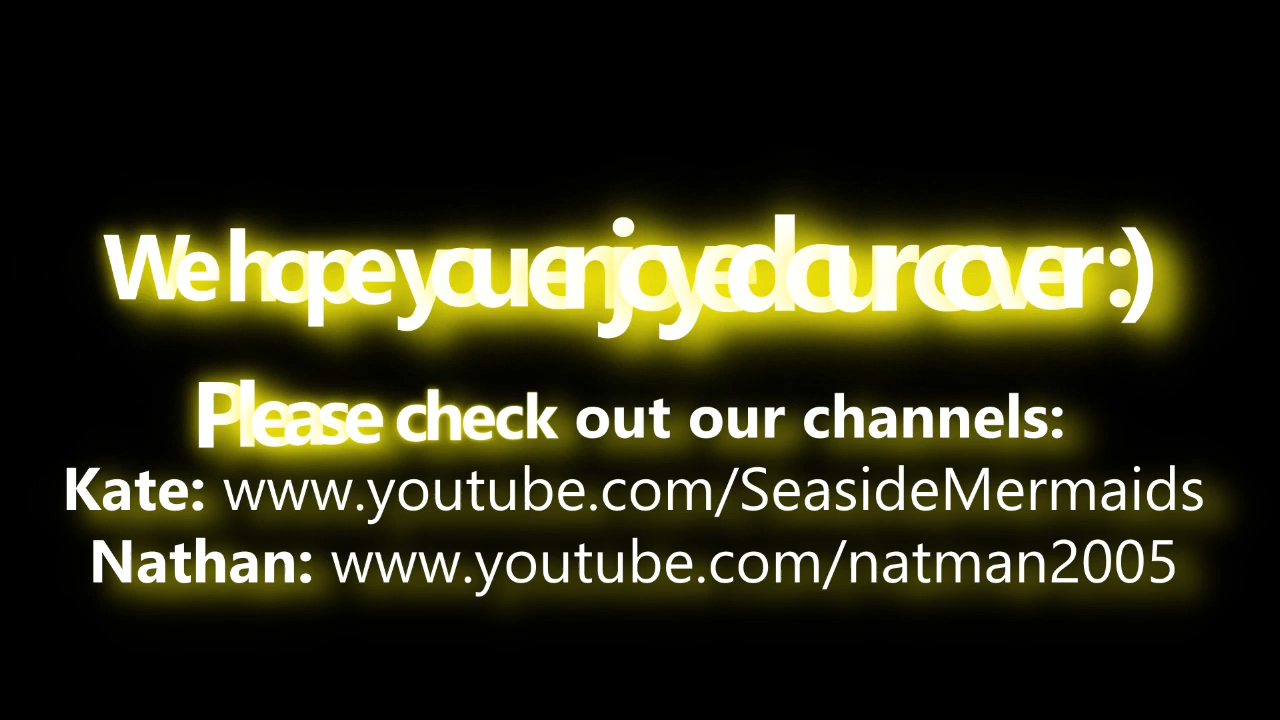 We hope you enjoyed our cover :)
Please check out our channels:
Kate: www.youtube.com/SeasideMermaids
Nathan: www.youtube.com/natman2005